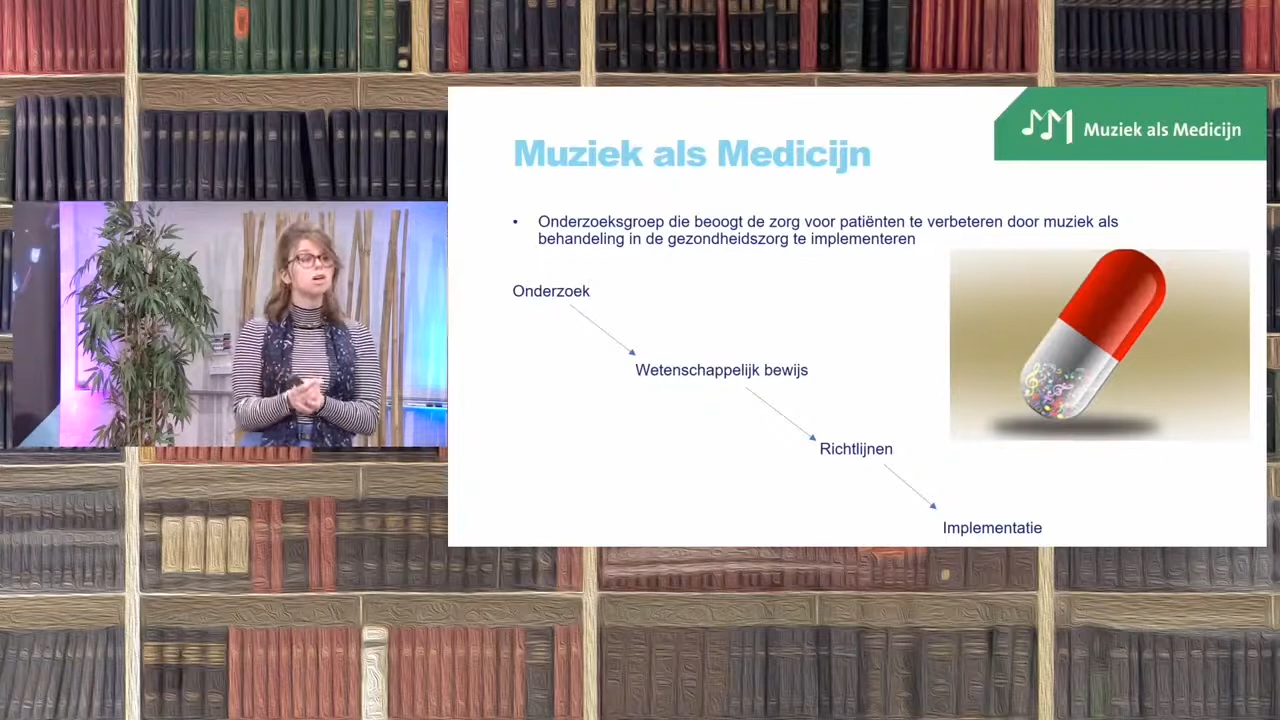 Muziek als Medicijn
Muziek als Medicijn
• Onderzoeksgroep die beoogt de zorg voor patiënten te verbeteren door muziek als
behandeling in de gezondheidszorg te implementeren
Onderzoek
Wetenschappelijk bewijs
Richtlijnen
Implementatie